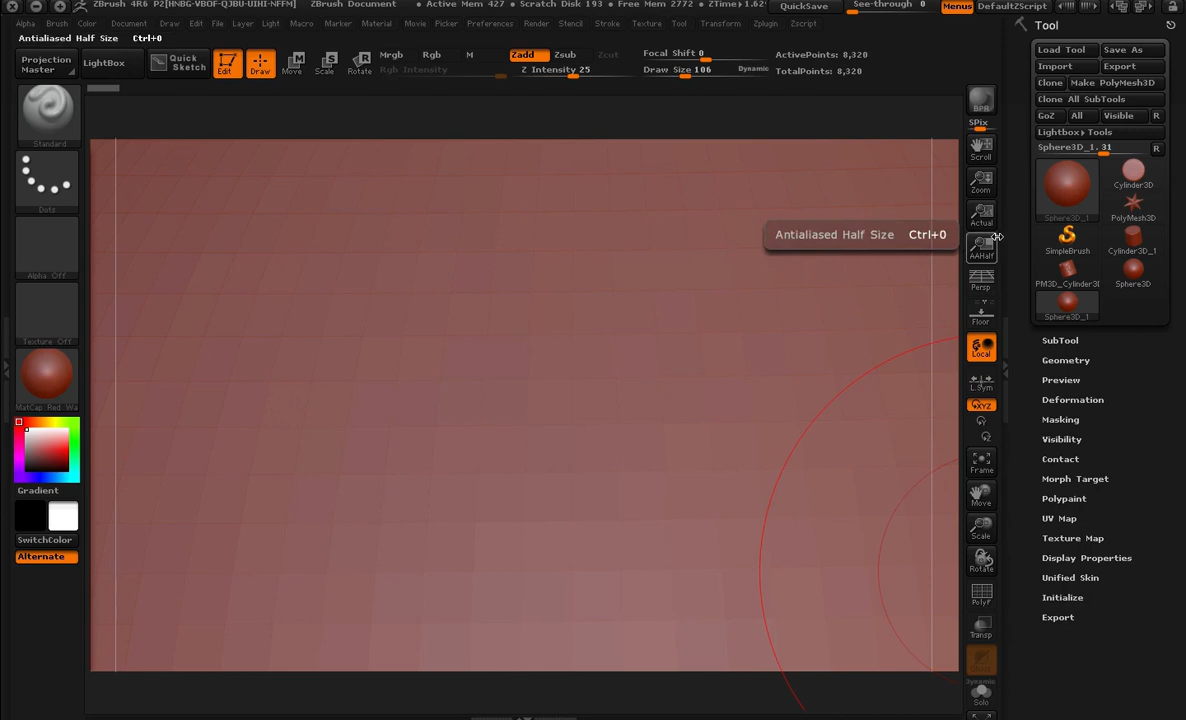 ZBrush 4R6 P2[HNBG-VBOF-QJBU-UIHI-NFFM] ZBrush Document • Active Mem 427 • Scratch Disk 193 • Free Mem 2772 • QuickSave See-through 0 Menus DefaultZScript
Alpha Brush Color Document Draw Edit File Layer Light Macro Marker Material Movie Picker Preferences Render Stencil Stroke Texture Tool Transform Zplugin Zscript
Tool
Antialiased Half Size Ctrl+0
Projection Master
LightBox
Quick Sketch
Edit Draw Move Scale Rotate
Mrgb Rgb M
Rgb Intensity
Zadd Zsub Zcut
Z Intensity 25
Focal Shift 0
Draw Size 106 Dynamic
ActivePoints: 8,320
TotalPoints: 8,320
Load Tool Save As
Import Export
Clone Make PolyMesh3D
Clone All SubTools
GoZ All Visible R
Lightbox▸Tools
Sphere3D_1. 31 R
Sphere3D_1 Cylinder3D
PolyMesh3D
SimpleBrush Cylinder3D_1
PM3D_Cylinder3D Sphere3D
Sphere3D_1
SubTool
Geometry
Preview
Deformation
Masking
Visibility
Contact
Morph Target
Polypaint
UV Map
Texture Map
Display Properties
Unified Skin
Initialize
Export
Standard
Dots
Alpha Off
Texture Off
MatCap Red Wa
Gradient
SwitchColor
Alternate
Antialiased Half Size Ctrl+0
BPR
SPix
Scroll
Zoom
Actual
AAHalf
Persp
Floor
Local
L.Sym
XYZ
Y
Z
Frame
Move
Scale
Rotate
PolyF
Transp
Dynamic
Solo